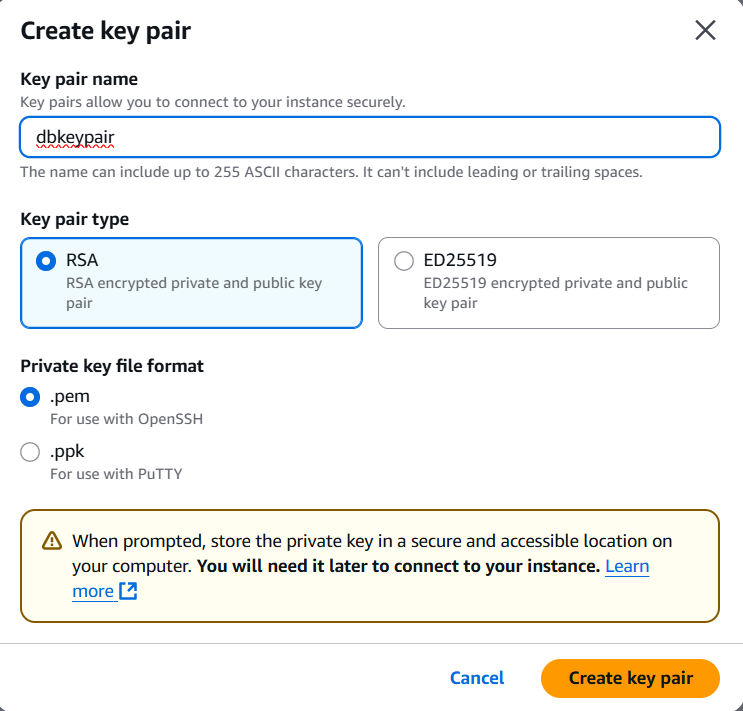 Create key pair
Key pair name
Key pairs allow you to connect to your instance securely.
dbkeypair
The name can include up to 255 ASCII characters. It can't include leading or trailing spaces.
Key pair type
RSA
RSA encrypted private and public key
pair
ED25519
ED25519 encrypted private and public
key pair
Private key file format
.pem
For use with OpenSSH
.ppk
For use with PuTTY
When prompted, store the private key in a secure and accessible location on
your computer. You will need it later to connect to your instance. Learn
more
Cancel
Create key pair